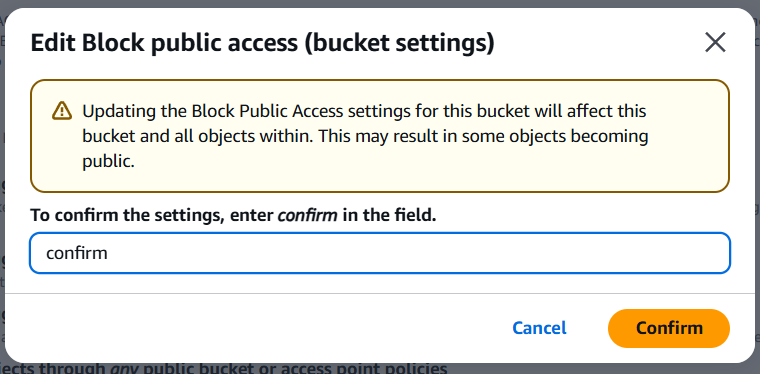 Edit Block public access (bucket settings)
Updating the Block Public Access settings for this bucket will affect this
bucket and all objects within. This may result in some objects becoming
public.
To confirm the settings, enter confirm in the field.
confirm
Cancel Confirm
jects through any public bucket or access point policies